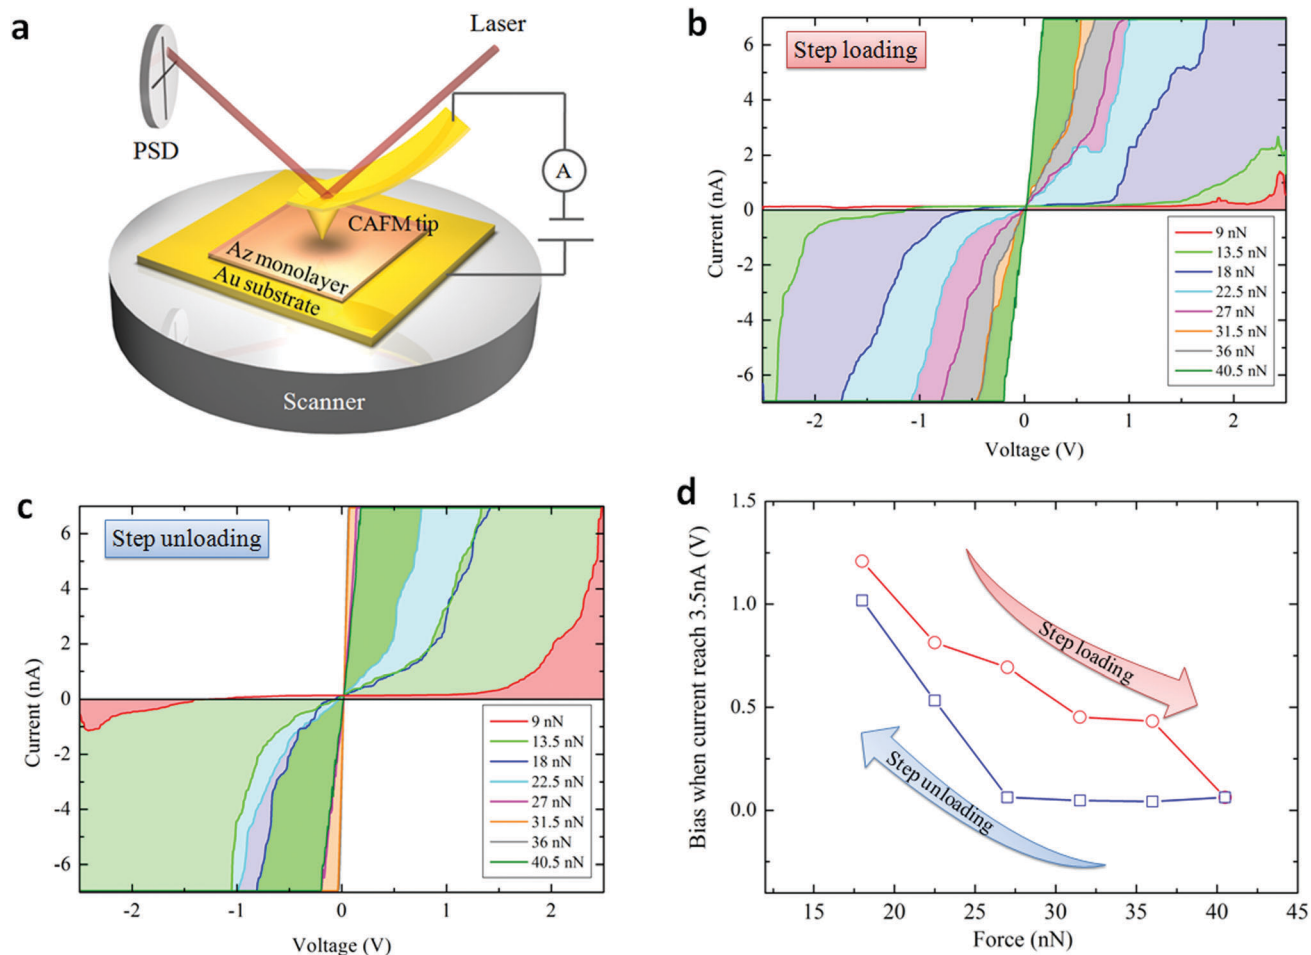 a
Laser
PSD
A
CAFM tip
Az monolayer
Au substrate
Scanner
b
Step loading
6
4
2
0
-2
-4
-6
Current (nA)
-2
-1
0
1
2
Voltage (V)
9 nN
13.5 nN
18 nN
22.5 nN
27 nN
31.5 nN
36 nN
40.5 nN
c
Step unloading
6
4
2
0
-2
-4
-6
Current (nA)
-2
-1
0
1
2
Voltage (V)
9 nN
13.5 nN
18 nN
22.5 nN
27 nN
31.5 nN
36 nN
40.5 nN
d
1.5
1.0
0.5
0.0
Bias when current reach 3.5nA (V)
Step loading
Step unloading
15
20
25
30
35
40
45
Force (nN)